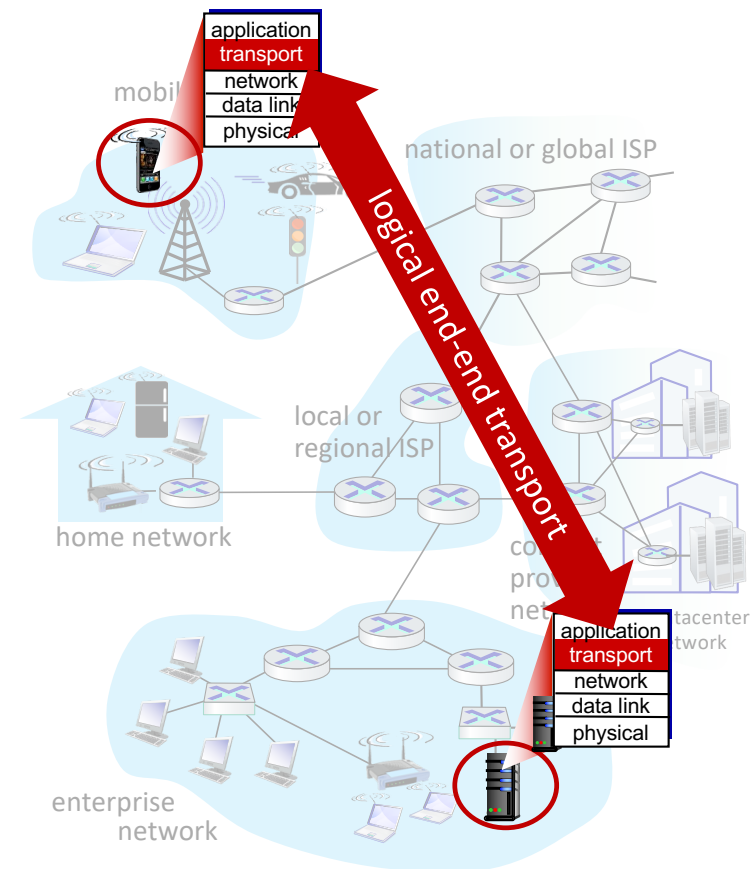 application
transport
network
data link
physical
national or global ISP
logical end-end transport
local or
regional ISP
home network
application
transport
network
data link
physical
enterprise
network